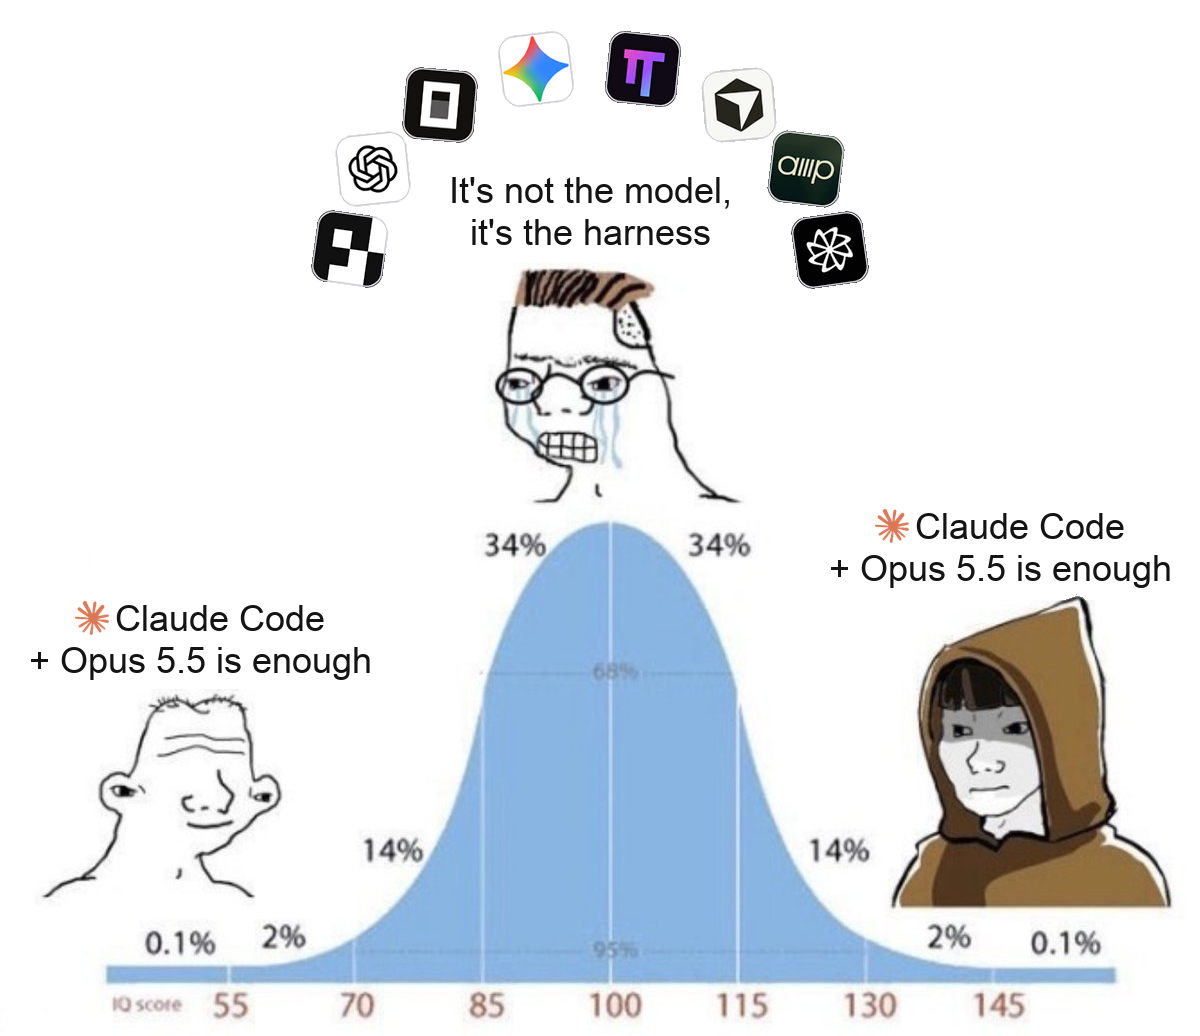 amp
It's not the model,
it's the harness
Claude Code
+ Opus 5.5 is enough
34% 34%
Claude Code
+ Opus 5.5 is enough
68%
14% 14%
0.1% 2% 95% 2% 0.1%
IQ score 55 70 85 100 115 130 145